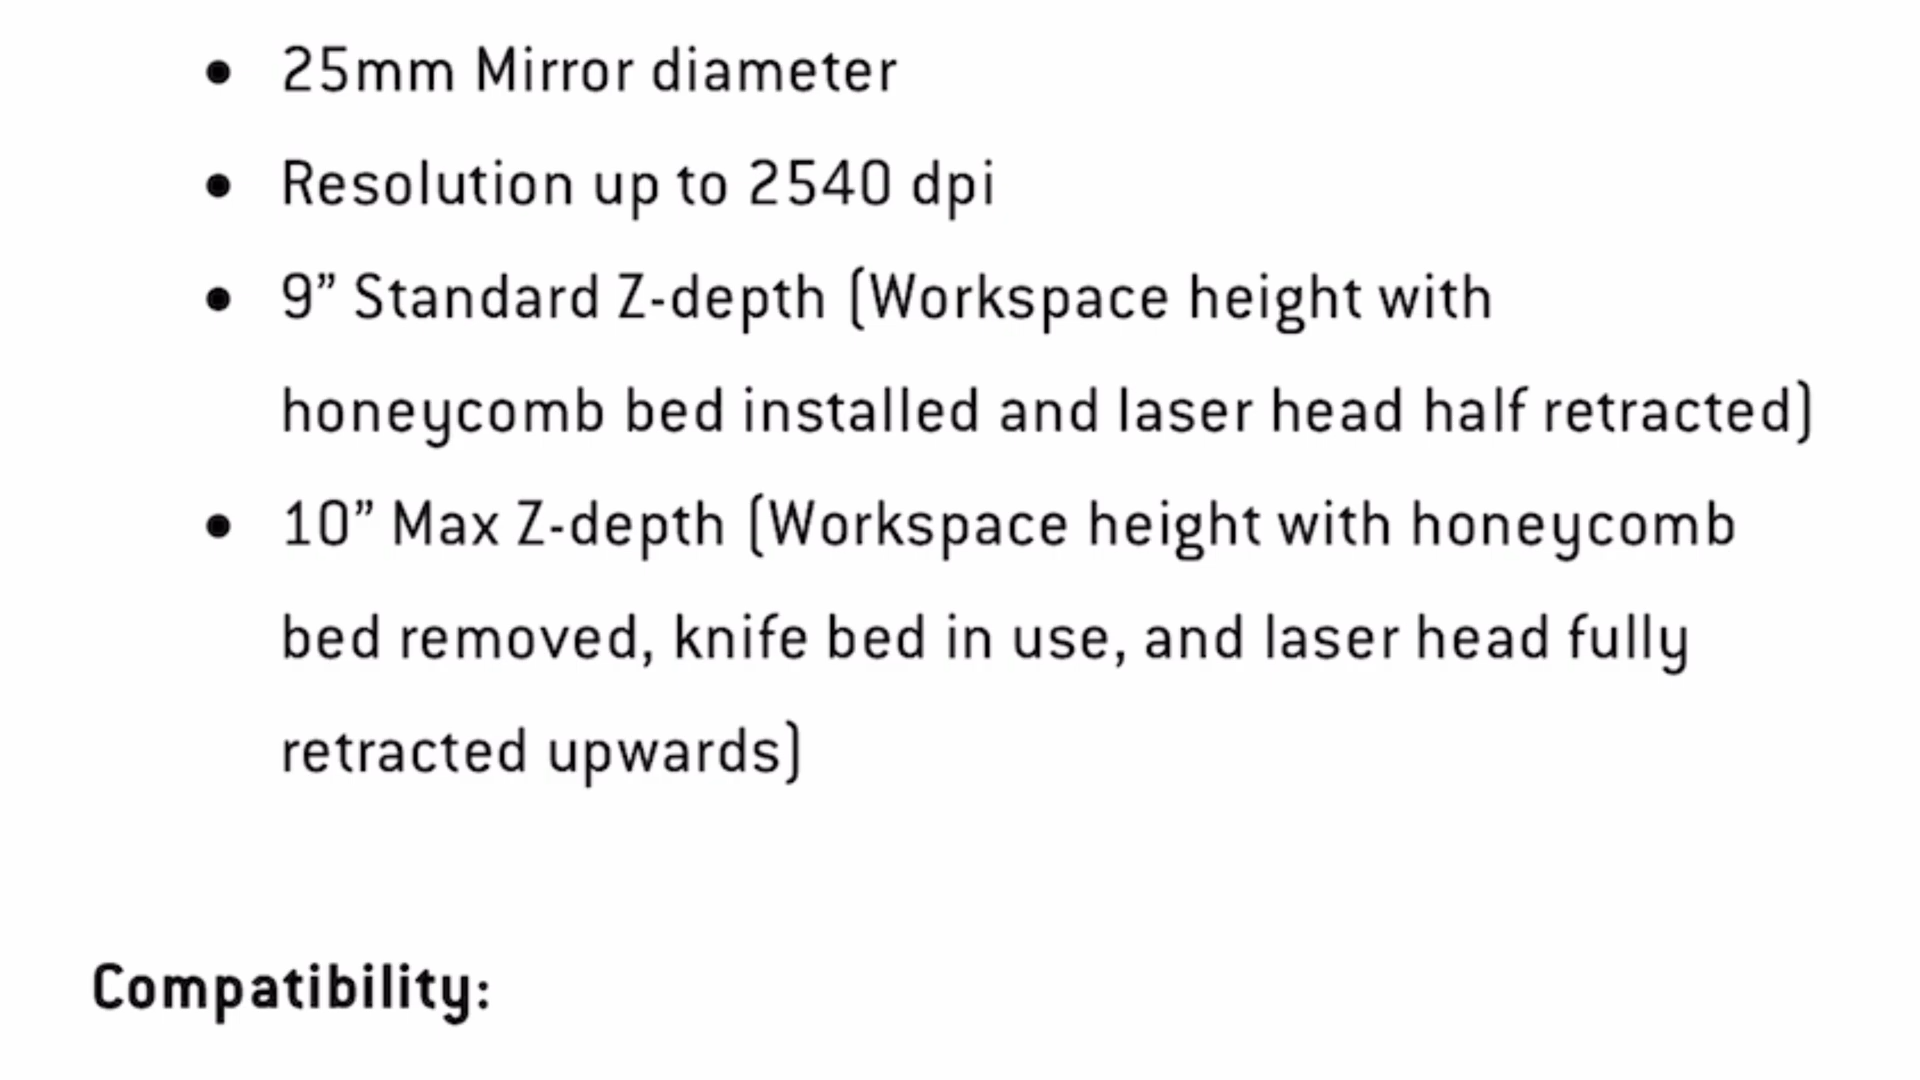 • 25mm Mirror diameter
• Resolution up to 2540 dpi
• 9” Standard Z-depth (Workspace height with
honeycomb bed installed and laser head half retracted)
• 10” Max Z-depth (Workspace height with honeycomb
bed removed, knife bed in use, and laser head fully
retracted upwards)
Compatibility: